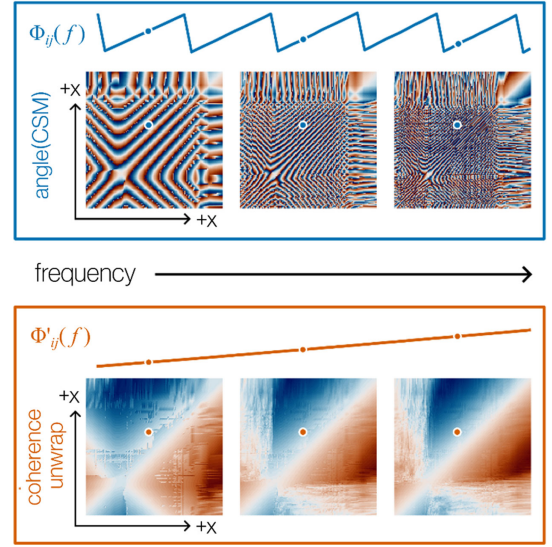 Φij(f)
+X
angle(CSM)
+X
frequency
Φ'ij(f)
+X
coherence
unwrap
+X